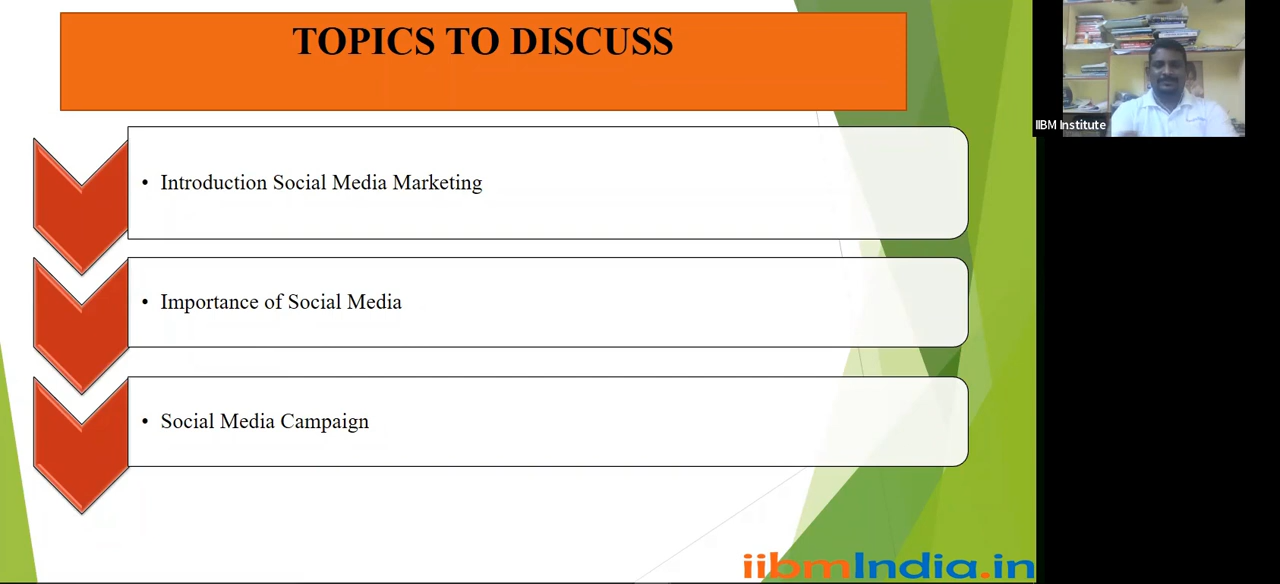 TOPICS TO DISCUSS
• Introduction Social Media Marketing
• Importance of Social Media
• Social Media Campaign
IIBM Institute
iibmIndia.in